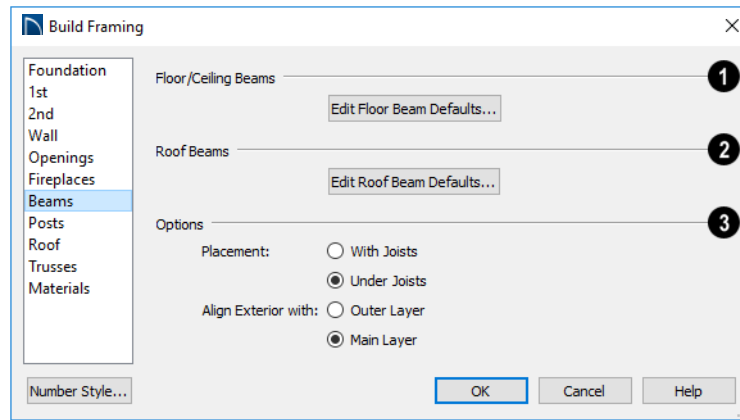 Build Framing
Foundation
1st
2nd
Wall
Openings
Fireplaces
Beams
Posts
Roof
Trusses
Materials
Number Style...
Floor/Ceiling Beams 1
Edit Floor Beam Defaults...
Roof Beams 2
Edit Roof Beam Defaults...
Options 3
Placement: With Joists
Under Joists
Align Exterior with: Outer Layer
Main Layer
OK Cancel Help